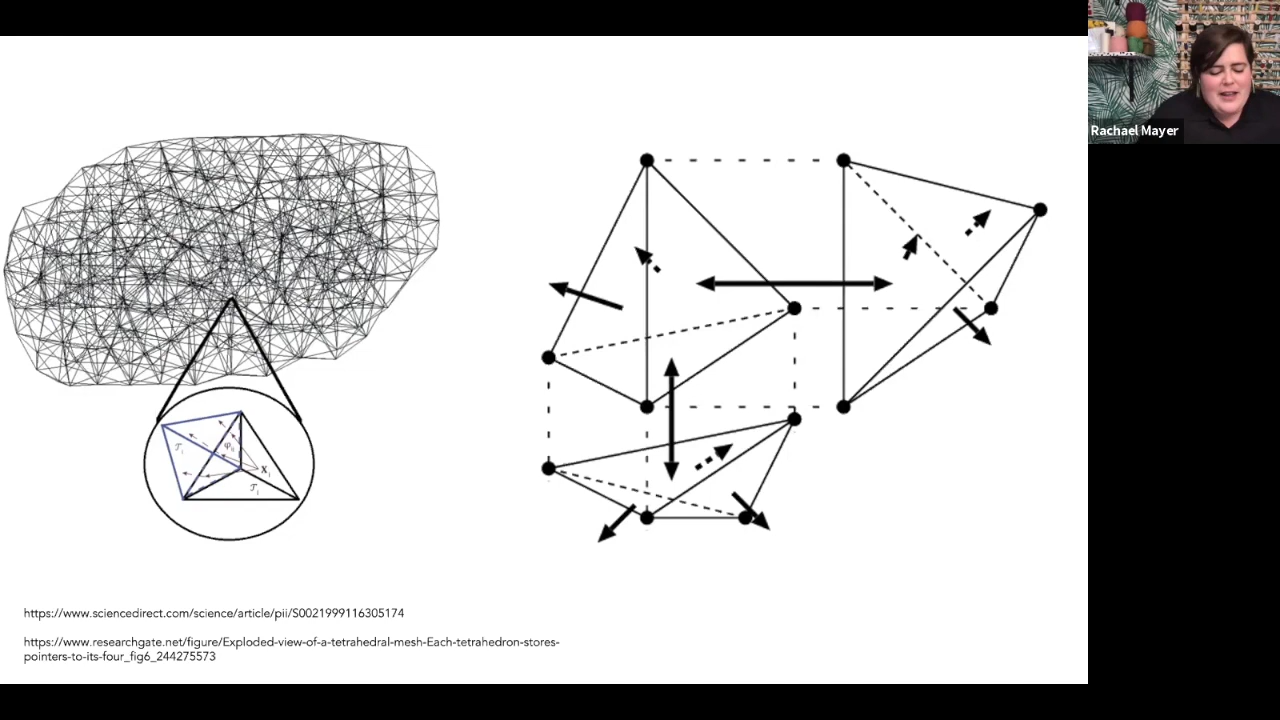 Rachael Mayer
φ
X
https://www.sciencedirect.com/science/article/pii/S0021999116305174
https://www.researchgate.net/figure/Exploded-view-of-a-tetrahedral-mesh-Each-tetrahedron-stores-
pointers-to-its-four_fig6_244275573